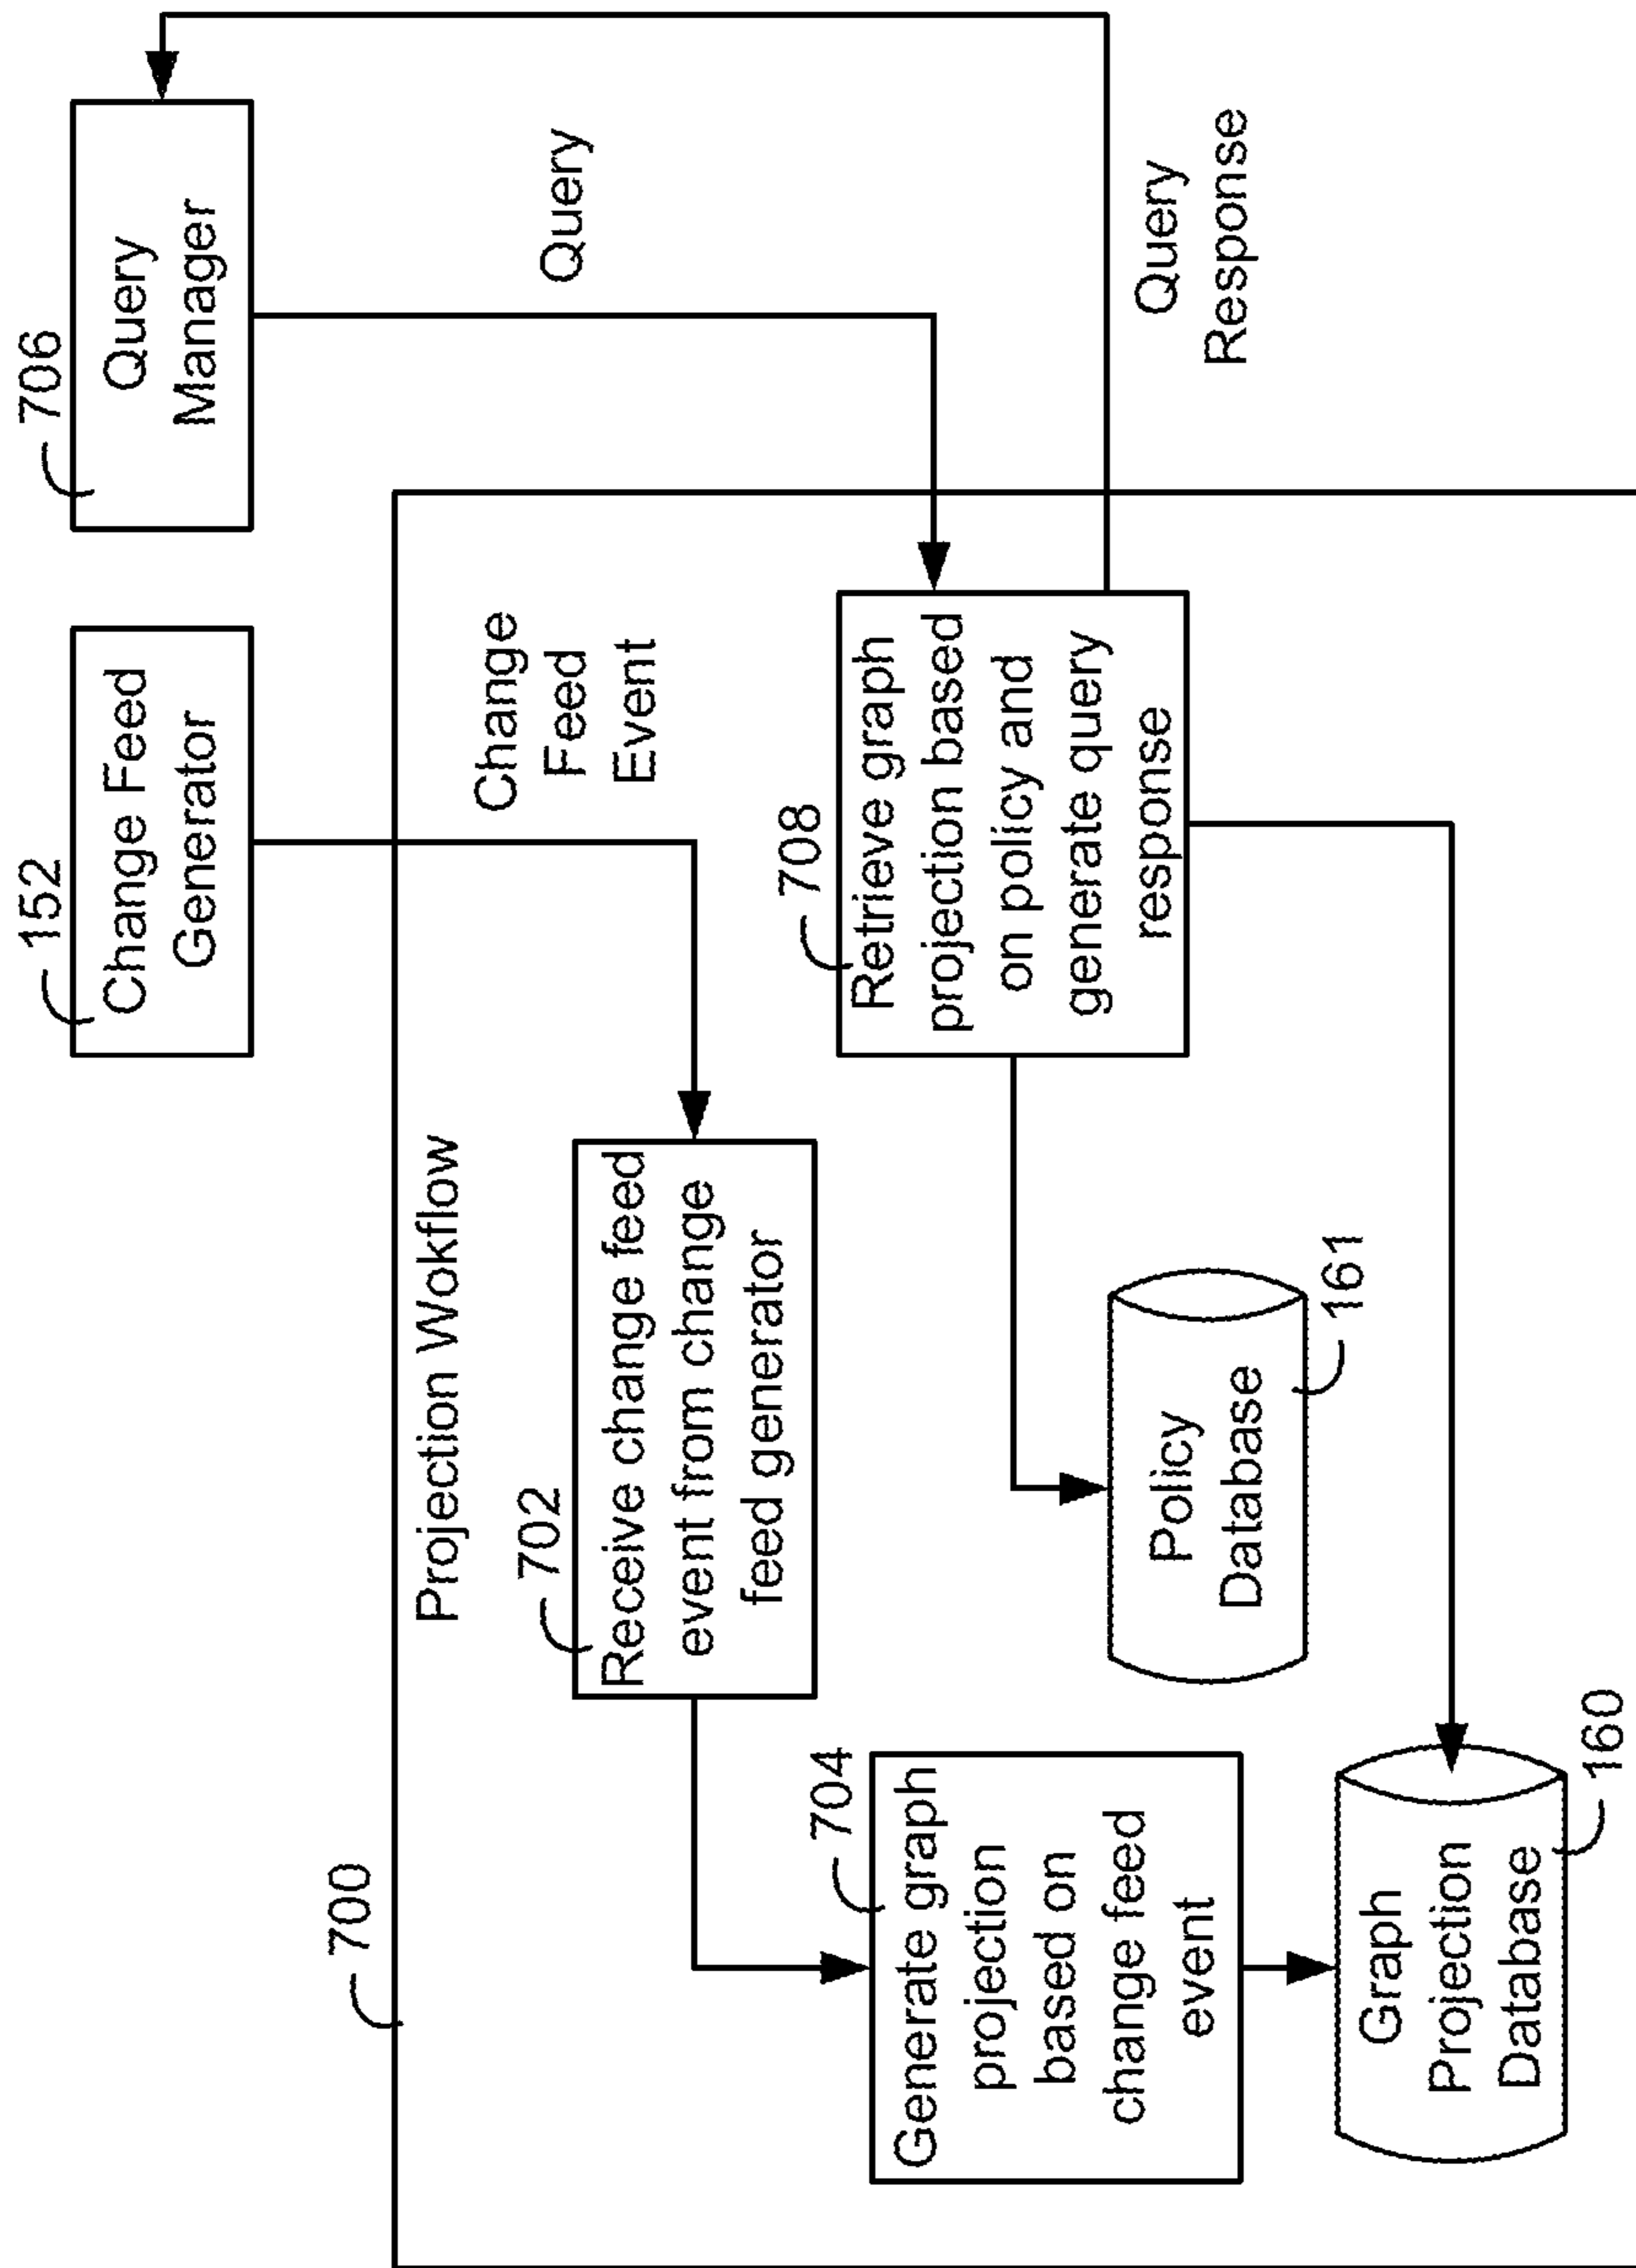 152
Change Feed
Generator
706
Query
Manager
700
Projection Wokflow
Change
Feed
Event
Query
702
Receive change feed
event from change
feed generator
704
Generate graph
projection
based on
change feed
event
708
Retrieve graph
projection based
on policy and
generate query
response
Query
Response
Policy
Database
161
Graph
Projection
Database
160